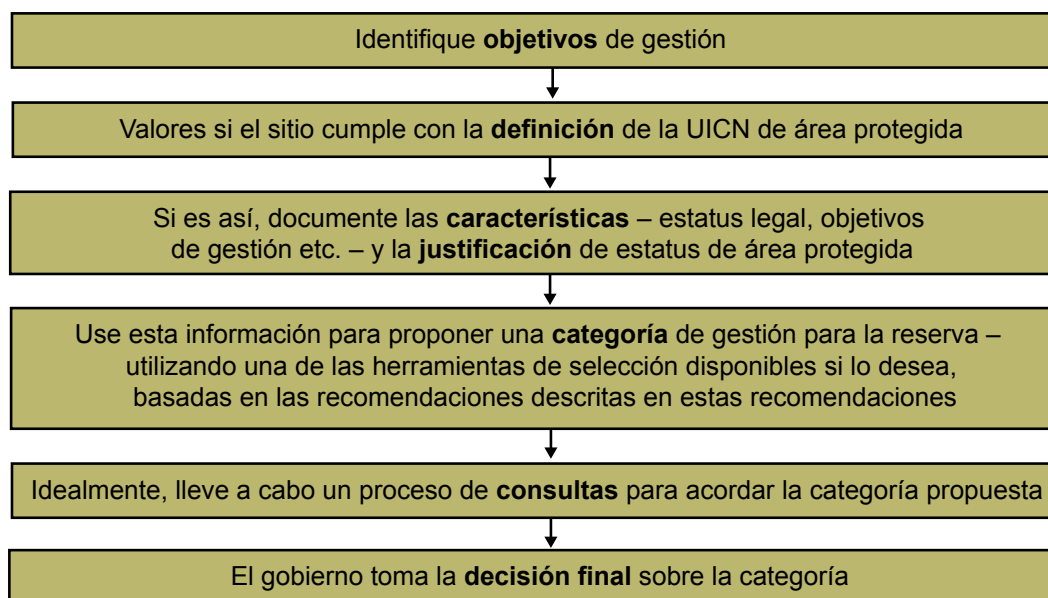 Identifique objetivos de gestión
Valores si el sitio cumple con la definición de la UICN de área protegida
Si es así, documente las características – estatus legal, objetivos
de gestión etc. – y la justificación de estatus de área protegida
Use esta información para proponer una categoría de gestión para la reserva –
utilizando una de las herramientas de selección disponibles si lo desea,
basadas en las recomendaciones descritas en estas recomendaciones
Idealmente, lleve a cabo un proceso de consultas para acordar la categoría propuesta
El gobierno toma la decisión final sobre la categoría